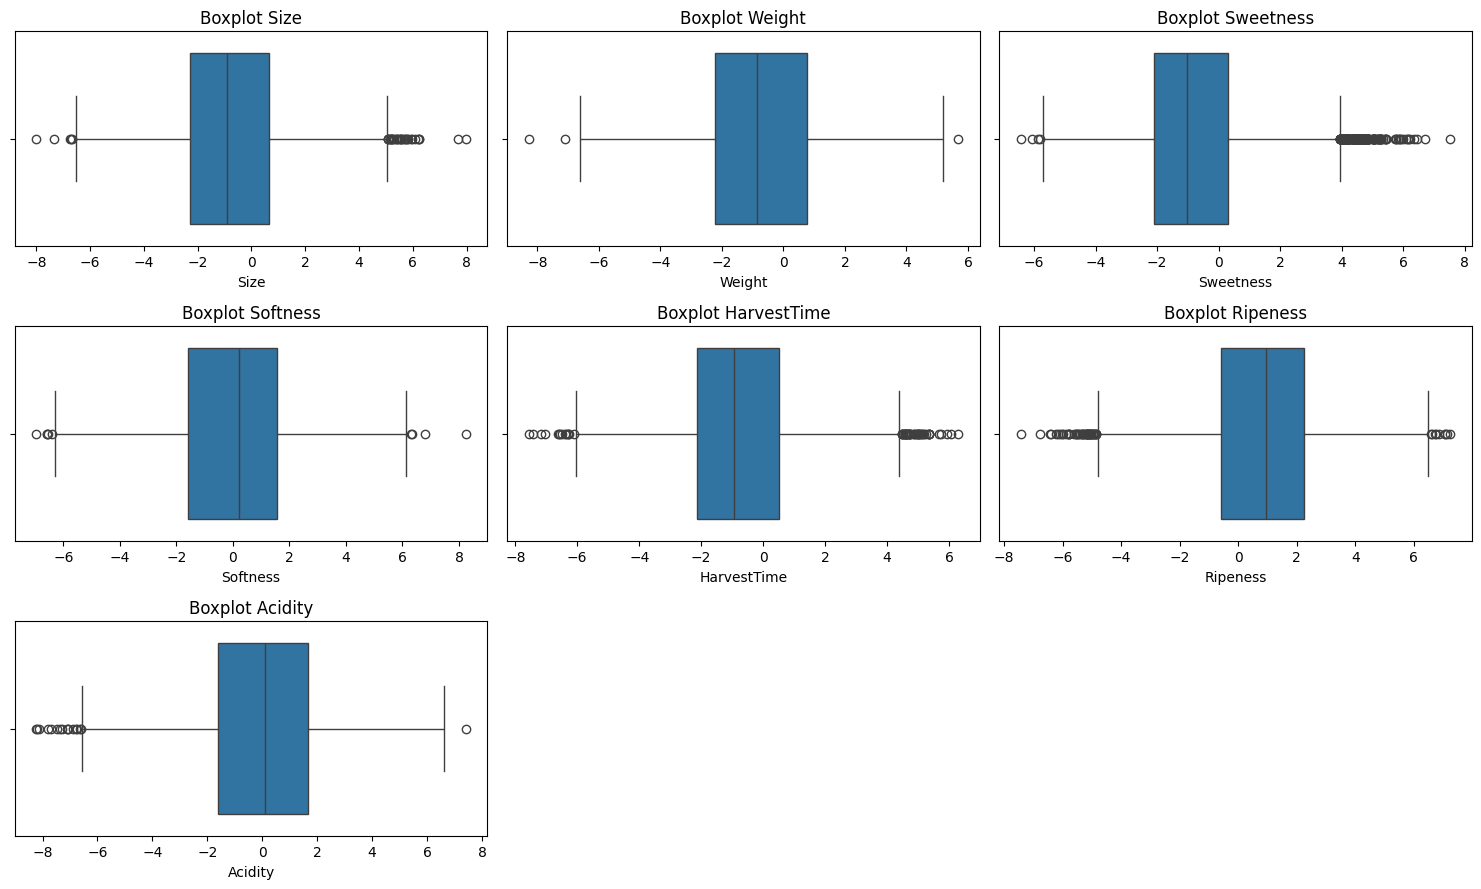 Boxplot Size
Boxplot Weight
Boxplot Sweetness
−8 −6 −4 −2 0 2 4 6 8
−8 −6 −4 −2 0 2 4 6
−6 −4 −2 0 2 4 6 8
Size
Weight
Sweetness
Boxplot Softness
Boxplot HarvestTime
Boxplot Ripeness
−6 −4 −2 0 2 4 6 8
−8 −6 −4 −2 0 2 4 6
−8 −6 −4 −2 0 2 4 6
Softness
HarvestTime
Ripeness
Boxplot Acidity
−8 −6 −4 −2 0 2 4 6 8
Acidity